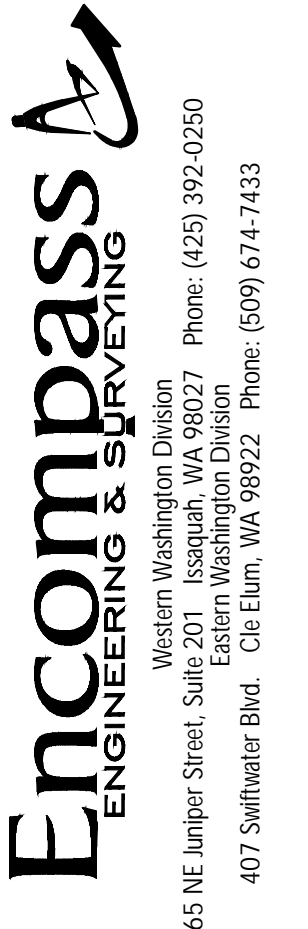 Encompass
ENGINEERING & SURVEYING
Western Washington Division
65 NE Juniper Street, Suite 201 Issaquah, WA 98027 Phone: (425) 392-0250
Eastern Washington Division
407 Swiftwater Blvd. Cle Elum, WA 98922 Phone: (509) 674-7433